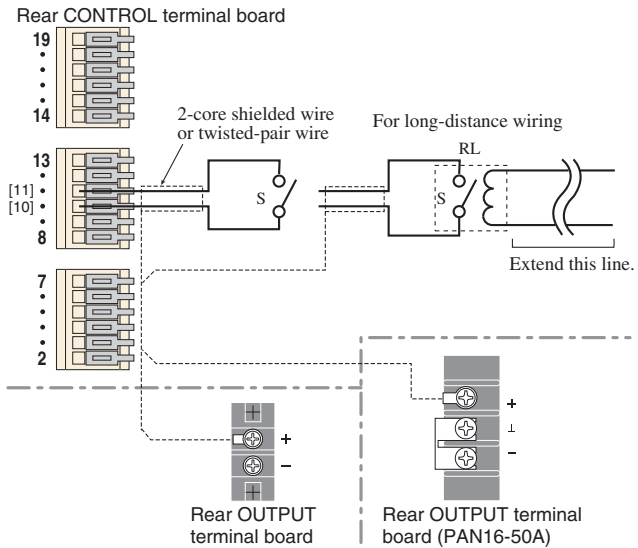 Rear CONTROL terminal board
19
14
2-core shielded wire
or twisted-pair wire
For long-distance wiring
RL
13
[11]
[10]
8
S
S
Extend this line.
7
2
+
-
Rear OUTPUT
terminal board
+
⊥
-
Rear OUTPUT terminal
board (PAN16-50A)